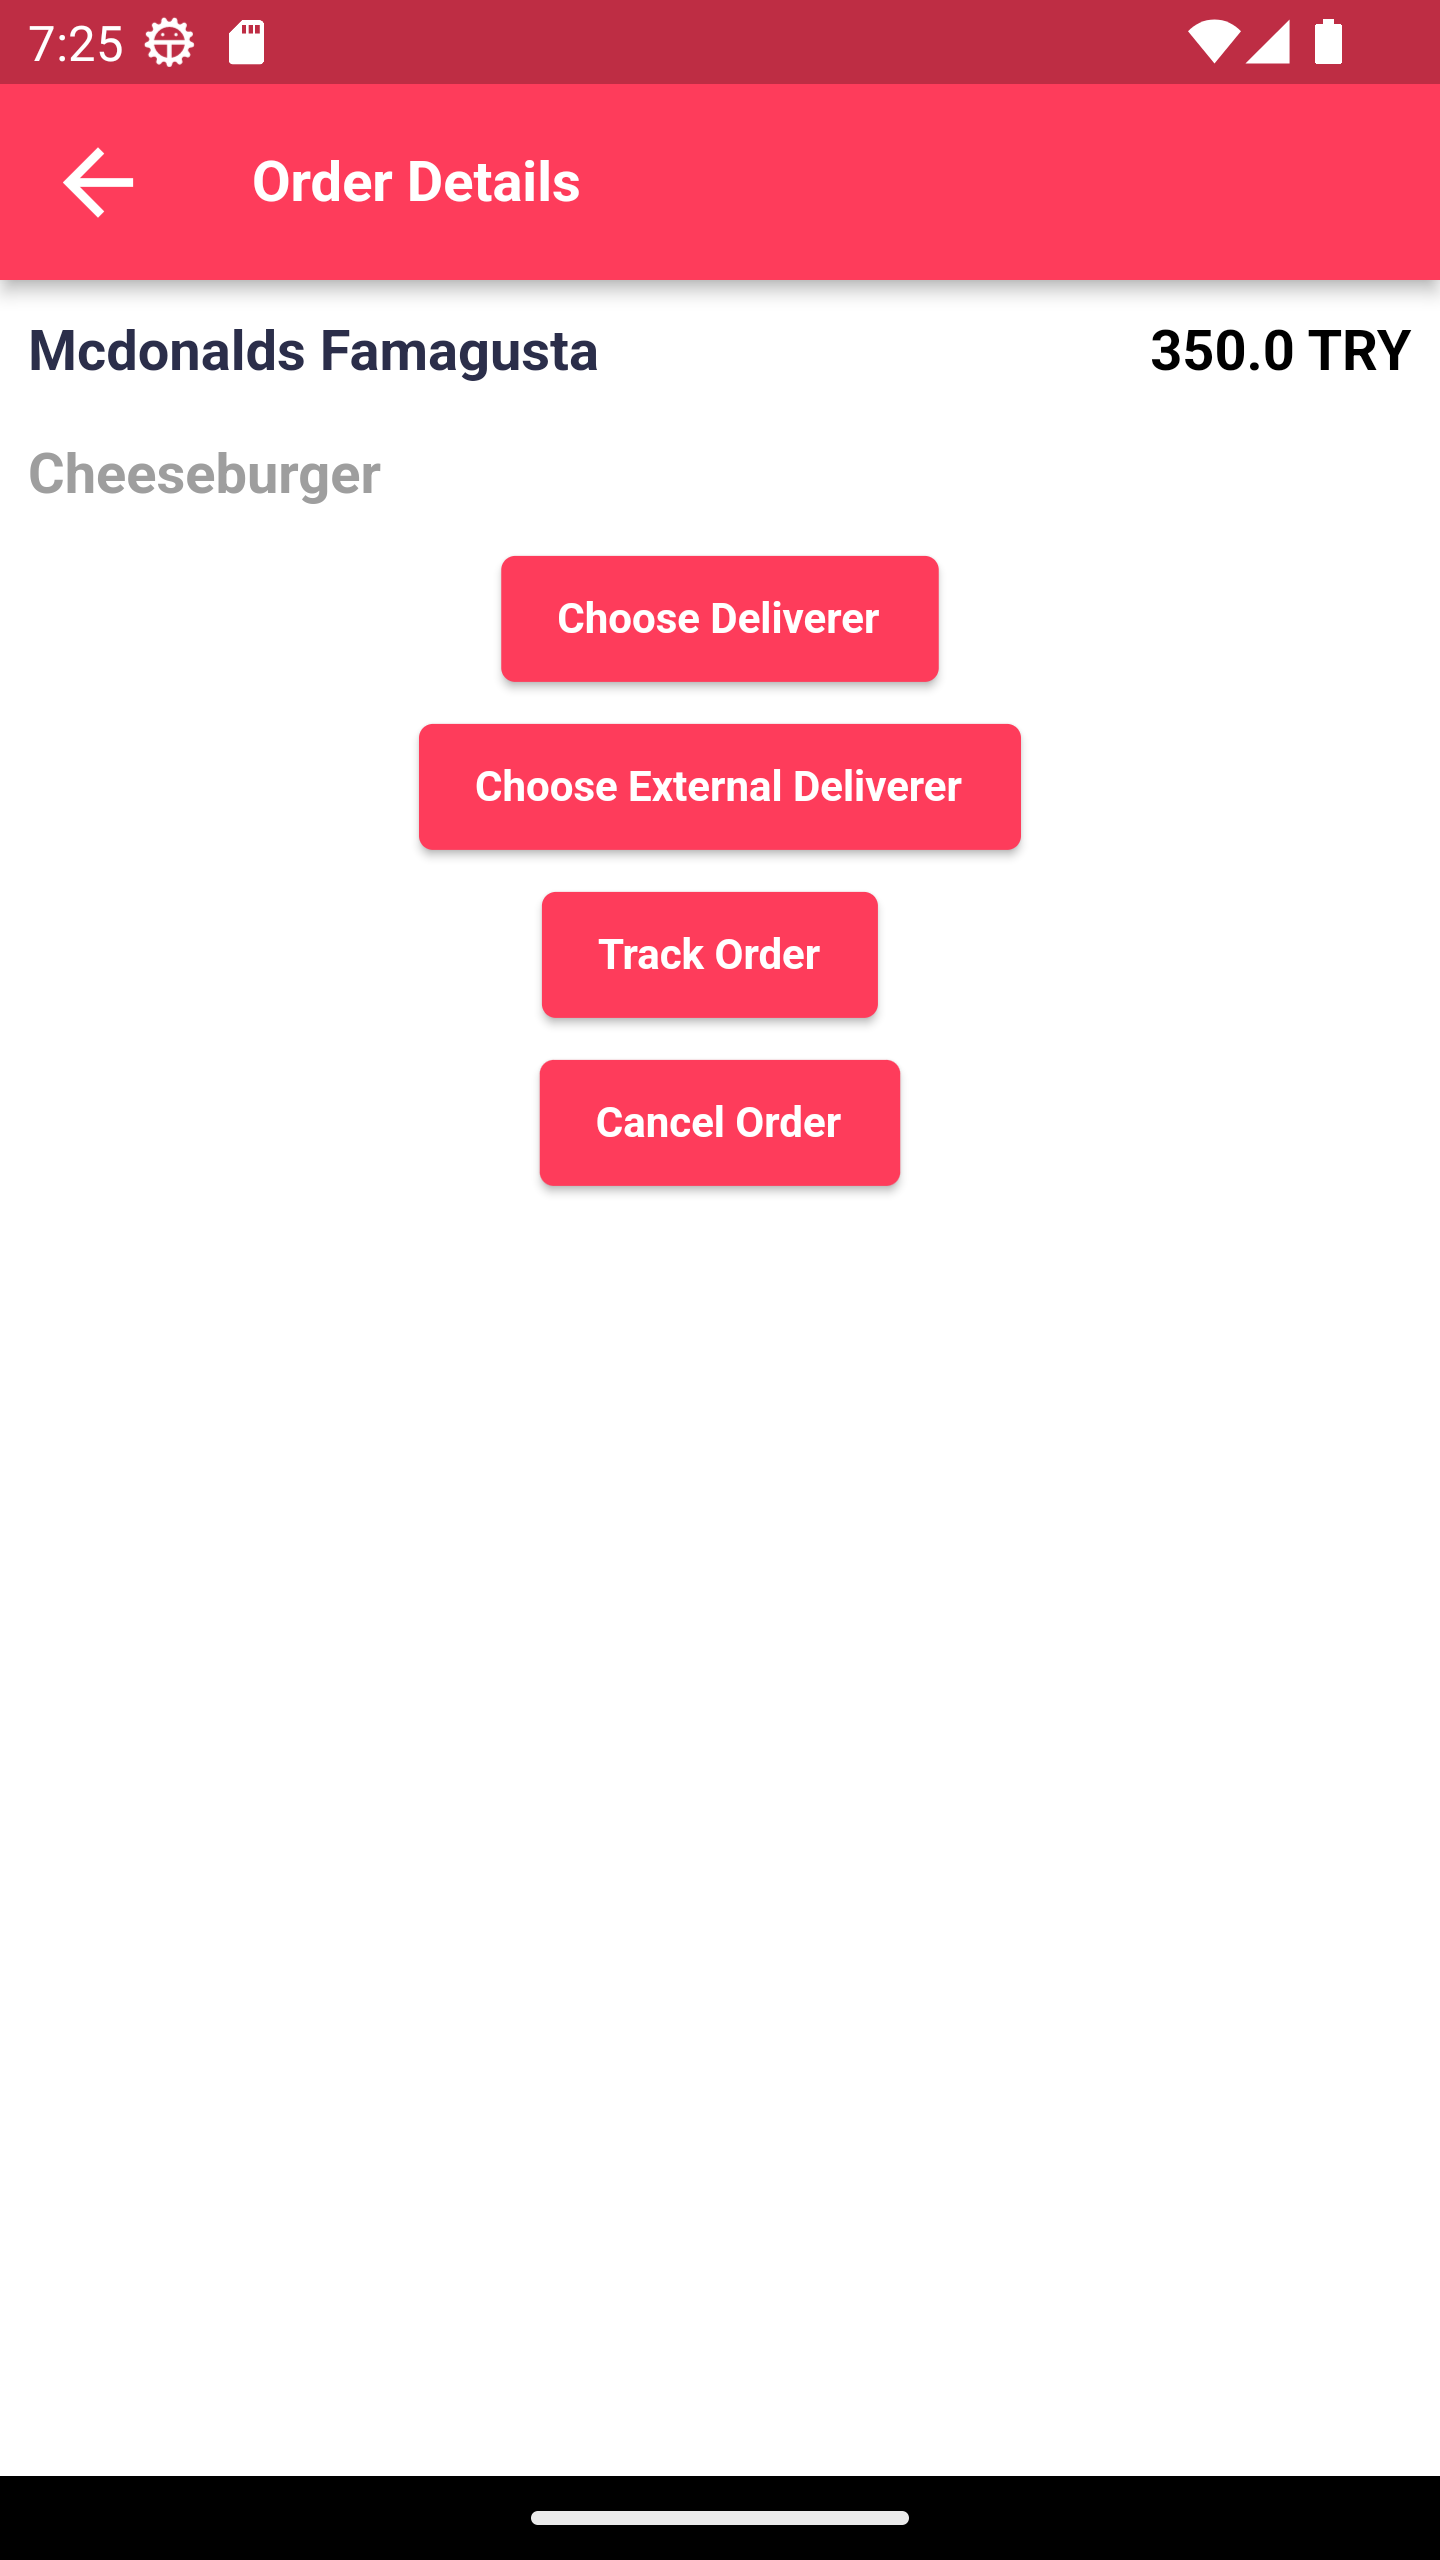 7:25
Order Details
Mcdonalds Famagusta 350.0 TRY
Cheeseburger
Choose Deliverer
Choose External Deliverer
Track Order
Cancel Order